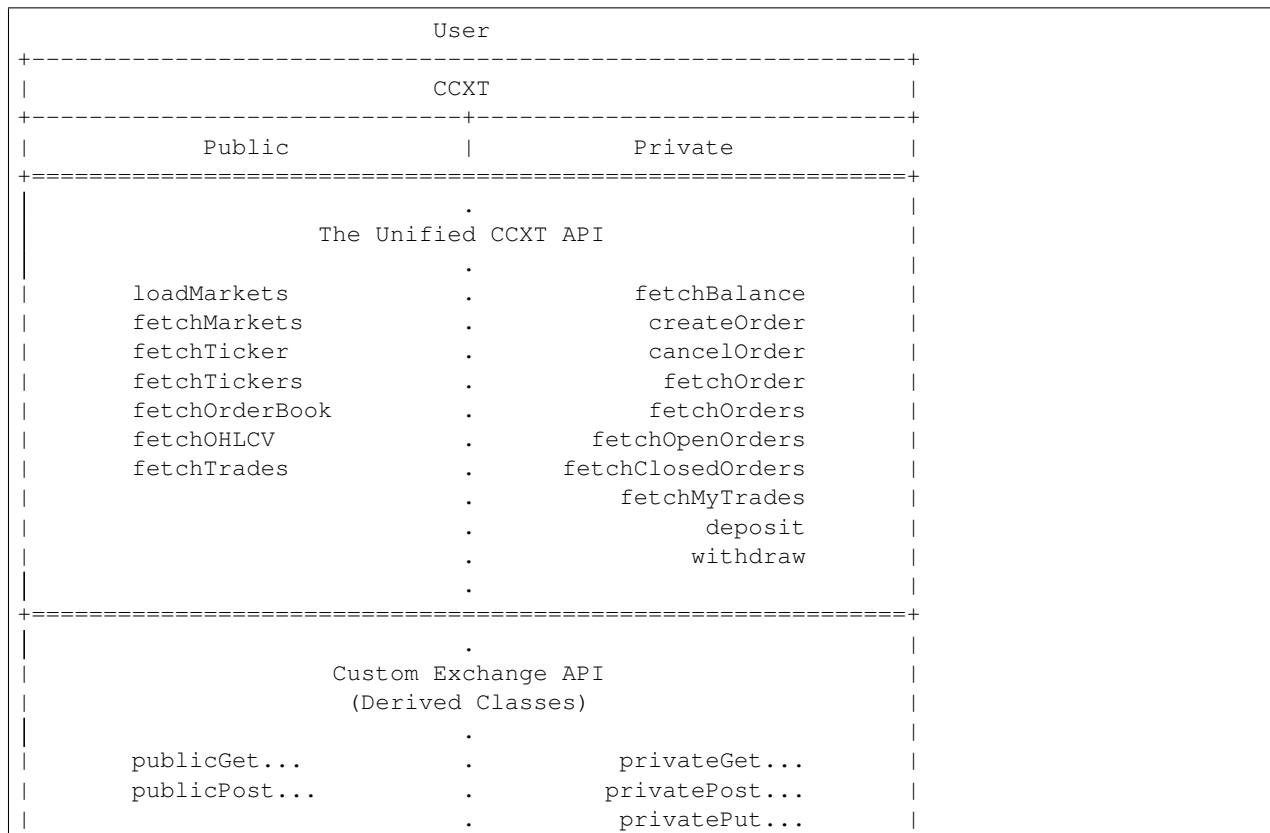 User
+-------------------------------------------------------------+
|                            CCXT                             |
+------------------------------+------------------------------+
|            Public            |           Private            |
+=============================================================+
│                              .                              |
│                    The Unified CCXT API                     |
│                              .                              |
|       loadMarkets            .           fetchBalance       |
|       fetchMarkets           .            createOrder       |
|       fetchTicker            .            cancelOrder       |
|       fetchTickers           .             fetchOrder       |
|       fetchOrderBook         .            fetchOrders       |
|       fetchOHLCV             .        fetchOpenOrders       |
|       fetchTrades            .      fetchClosedOrders       |
|                              .          fetchMyTrades       |
|                              .                deposit       |
|                              .               withdraw       |
│                              .                              |
+=============================================================+
│                              .                              |
|                     Custom Exchange API                     |
|                      (Derived Classes)                      |
│                              .                              |
|       publicGet...           .          privateGet...       |
|       publicPost...          .         privatePost...       |
|                              .          privatePut...       |